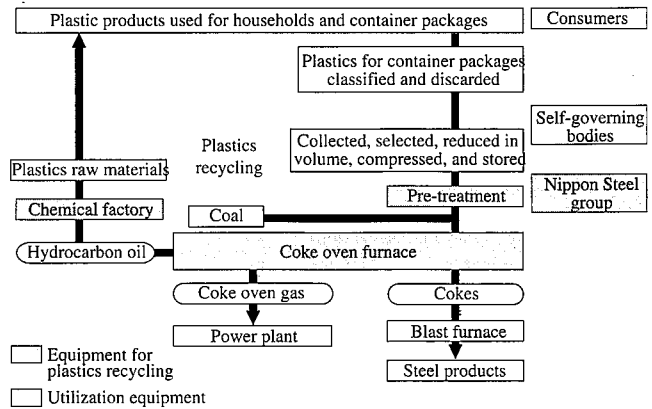 Plastic products used for households and container packages
Consumers
Plastics for container packages
classified and discarded
Self-governing
bodies
Plastics
recycling
Collected, selected, reduced in
volume, compressed, and stored
Plastics raw materials
Pre-treatment
Nippon Steel
group
Chemical factory
Coal
Hydrocarbon oil
Coke oven furnace
Coke oven gas
Cokes
Power plant
Blast furnace
Equipment for
plastics recycling
Steel products
Utilization equipment